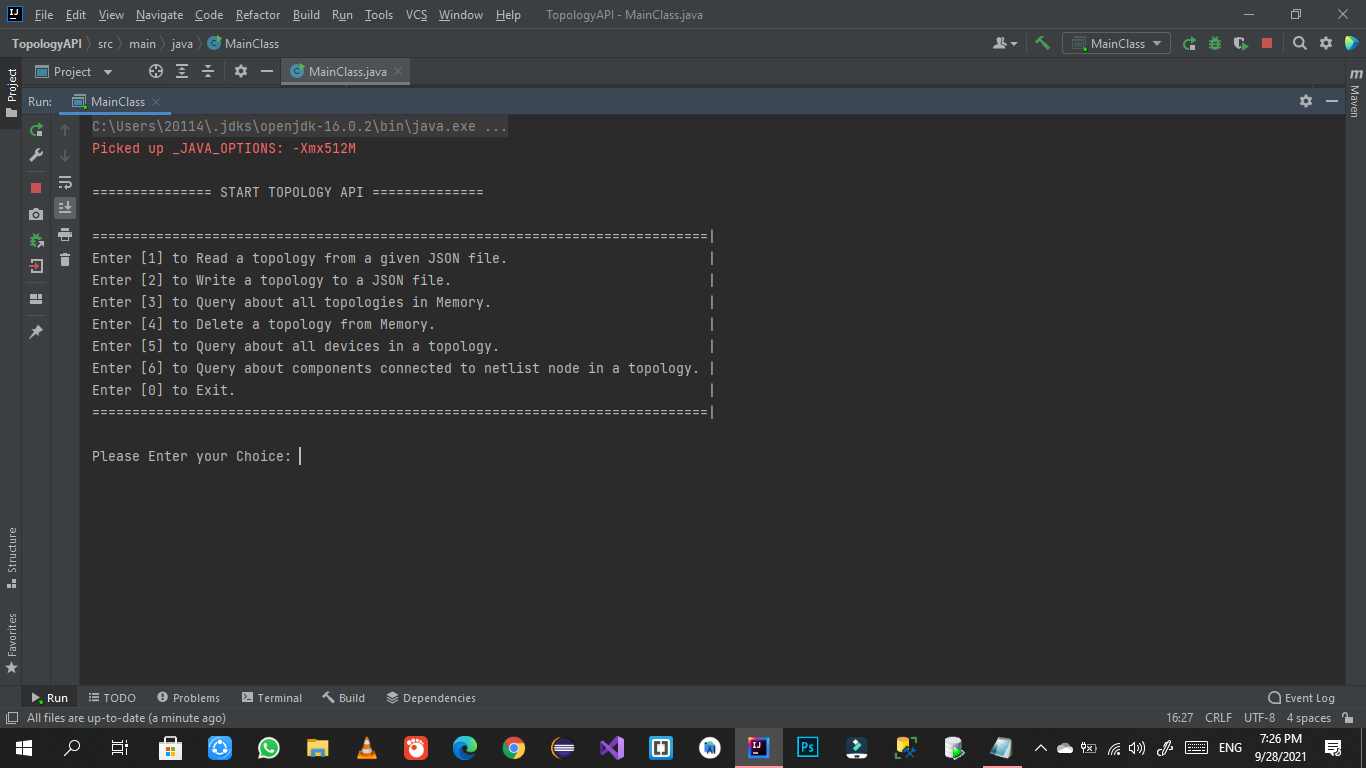 File Edit View Navigate Code Refactor Build Run Tools VCS Window Help TopologyAPI - MainClass.java
TopologyAPI src main java MainClass MainClass
Project Project MainClass.java
Maven
Run: MainClass
C:\Users\20114\.jdks\openjdk-16.0.2\bin\java.exe ...
Picked up _JAVA_OPTIONS: -Xmx512M
=============== START TOPOLOGY API ==============
=============================================================================|
Enter [1] to Read a topology from a given JSON file. |
Enter [2] to Write a topology to a JSON file. |
Enter [3] to Query about all topologies in Memory. |
Enter [4] to Delete a topology from Memory. |
Enter [5] to Query about all devices in a topology. |
Enter [6] to Query about components connected to netlist node in a topology. |
Enter [0] to Exit. |
=============================================================================|
Please Enter your Choice:
Structure
Favorites
Run TODO Problems Terminal Build Dependencies Event Log
All files are up-to-date (a minute ago) 16:27 CRLF UTF-8 4 spaces
ENG 7:26 PM
9/28/2021